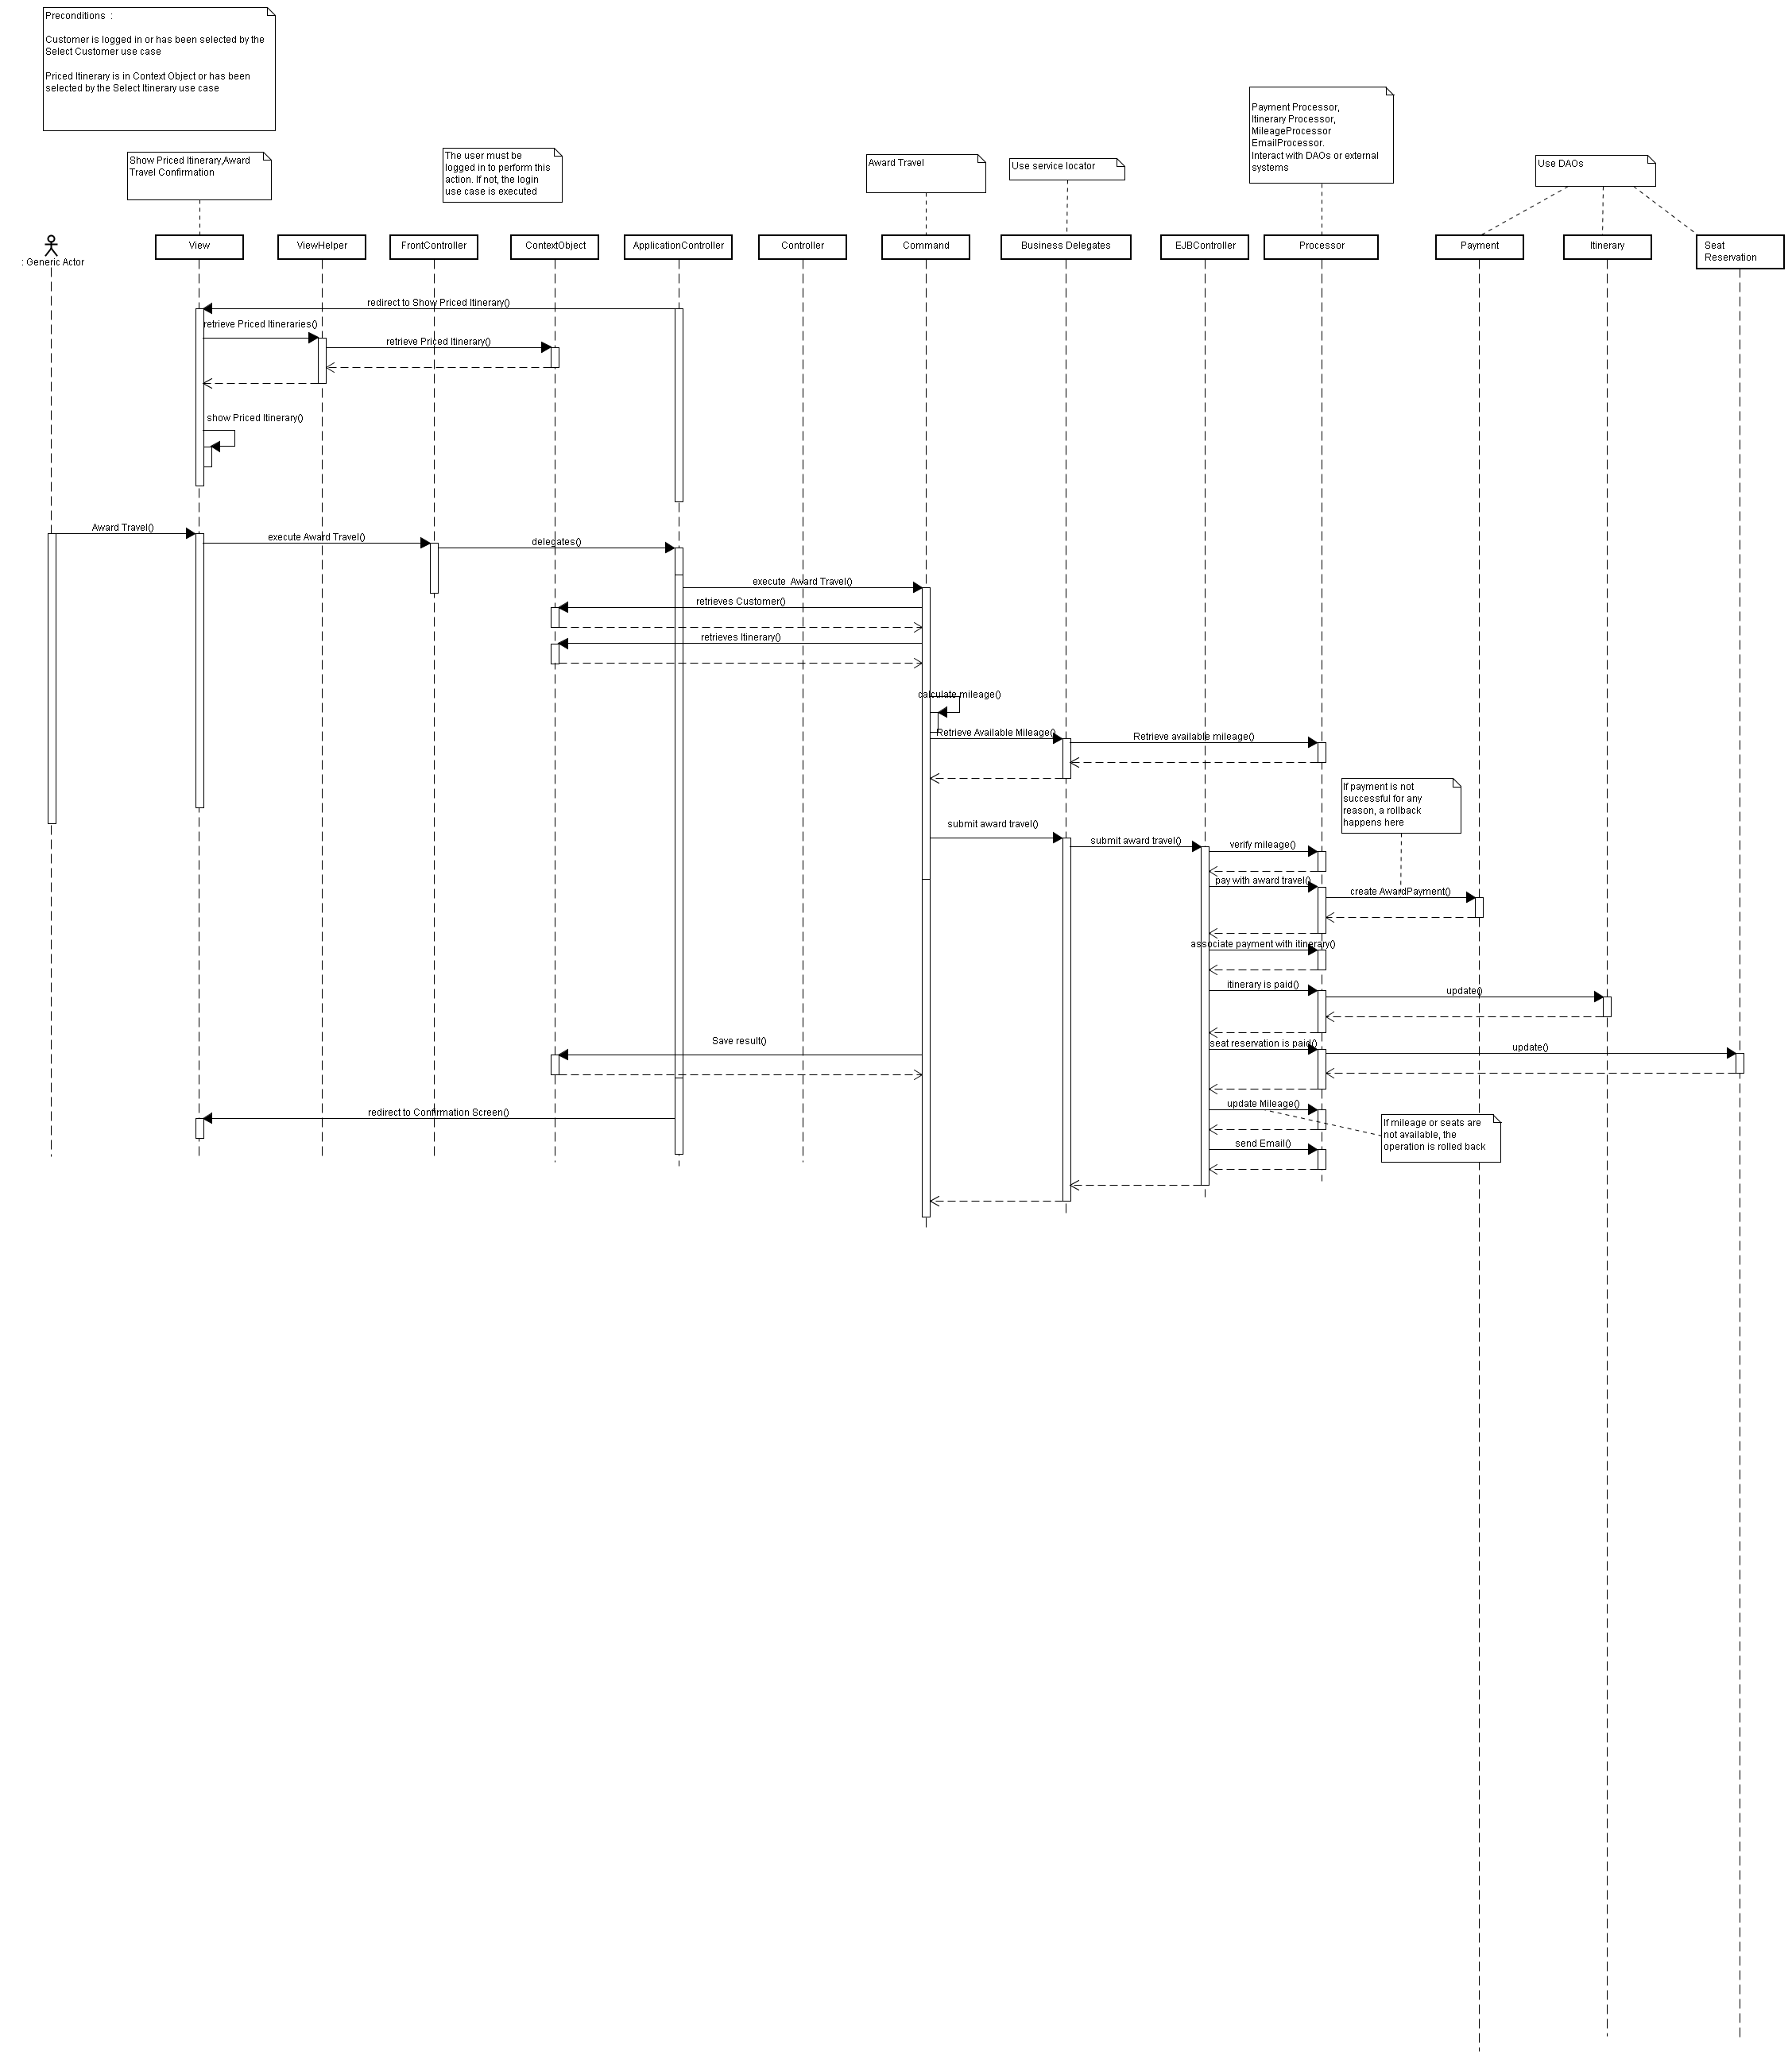 Preconditions  :
Customer is logged in or has been selected by the
Select Customer use case
Priced Itinerary is in Context Object or has been
selected by the Select Itinerary use case
Payment Processor,
Itinerary Processor,
MileageProcessor
EmailProcessor.
Interact with DAOs or external
systems
Show Priced Itinerary,Award
Travel Confirmation
The user must be
logged in to perform this
action. If not, the login
use case is executed
Award Travel
Use service locator
Use DAOs
: Generic Actor
View
ViewHelper
FrontController
ContextObject
ApplicationController
Controller
Command
Business Delegates
EJBController
Processor
Payment
Itinerary
Seat
Reservation
redirect to Show Priced Itinerary()
retrieve Priced Itineraries()
retrieve Priced Itinerary()
show Priced Itinerary()
Award Travel()
execute Award Travel()
delegates()
execute  Award Travel()
retrieves Customer()
retrieves Itinerary()
calculate mileage()
Retrieve Available Mileage()
Retrieve available mileage()
If payment is not
successful for any
reason, a rollback
happens here
submit award travel()
submit award travel()
verify mileage()
pay with award travel()
create AwardPayment()
associate payment with itinerary()
itinerary is paid()
update()
Save result()
seat reservation is paid()
update()
redirect to Confirmation Screen()
update Mileage()
If mileage or seats are
not available, the
operation is rolled back
send Email()